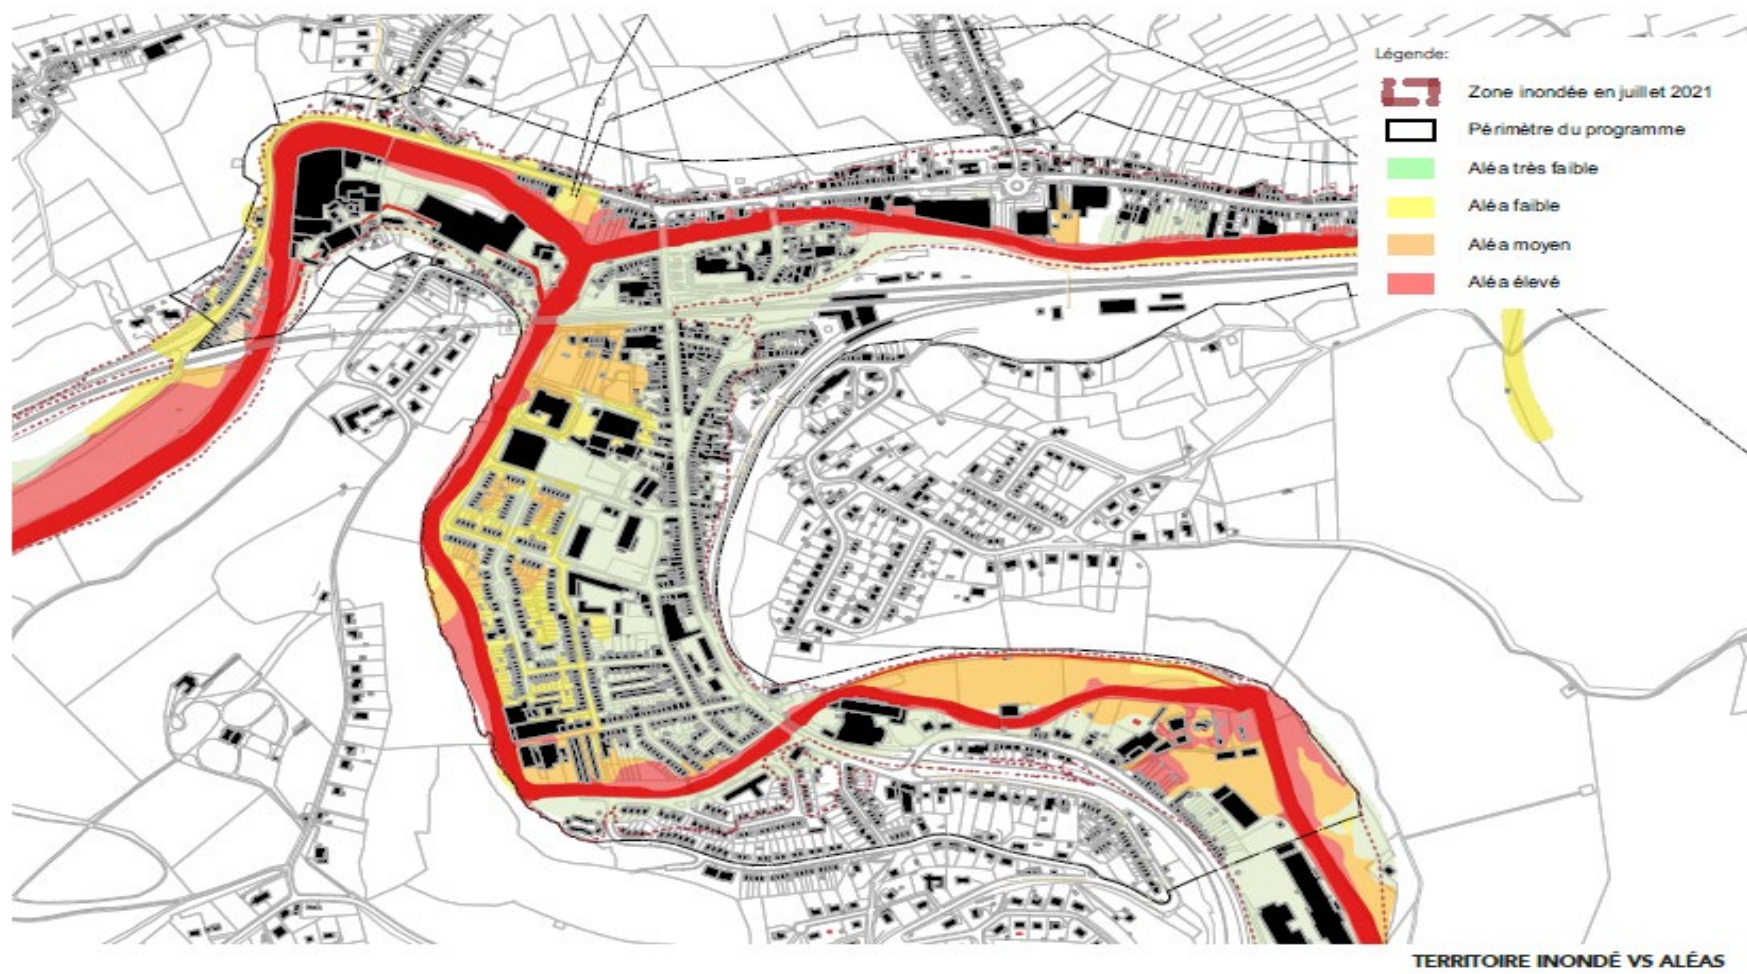 Légende:
Zone inondée en juillet 2021
Périmètre du programme
Aléa très faible
Aléa faible
Aléa moyen
Aléa élevé
TERRITOIRE INONDÉ VS ALÉAS